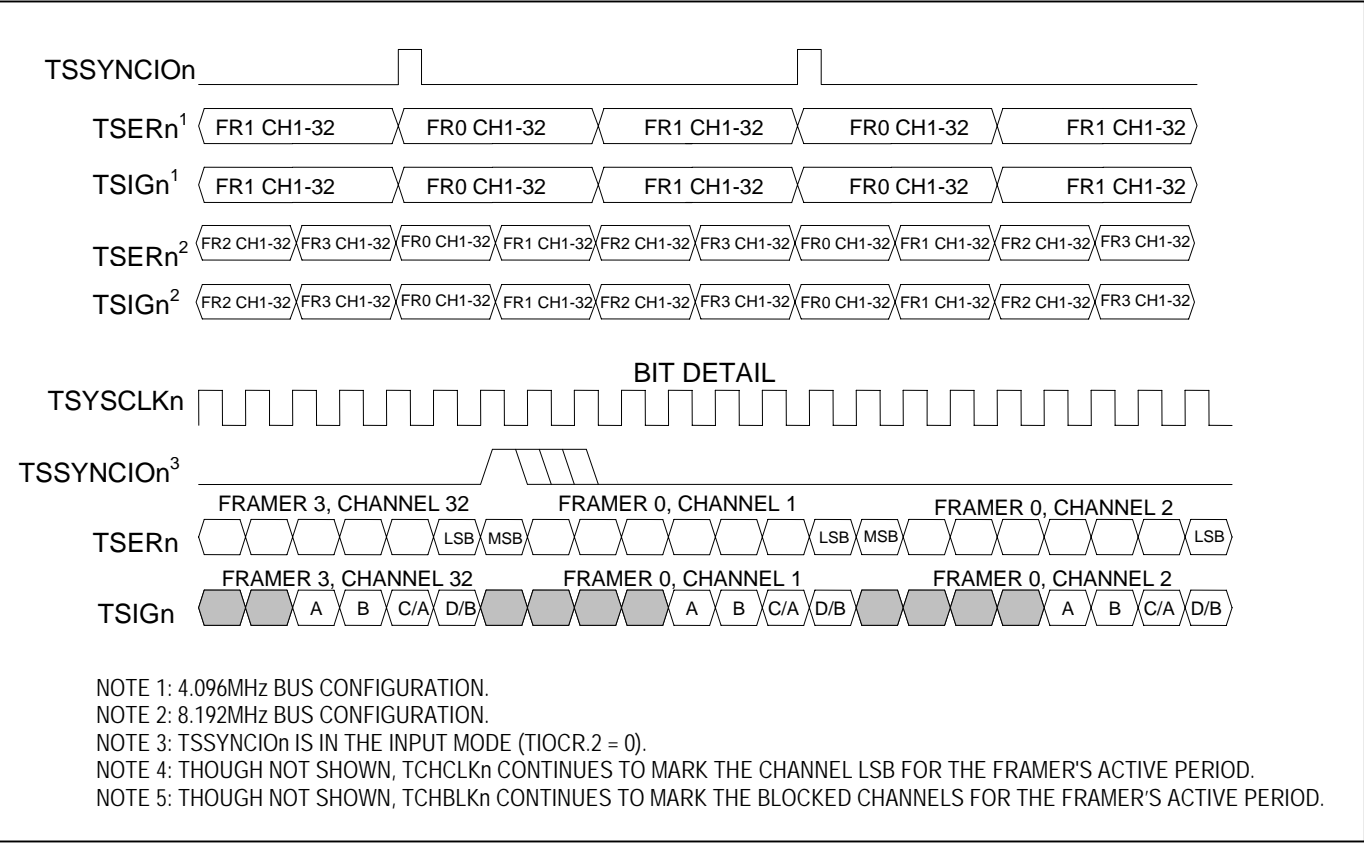 TSSYNCIOn
TSERn¹ FR1 CH1-32 FR0 CH1-32 FR1 CH1-32 FR0 CH1-32 FR1 CH1-32
TSIGn¹ FR1 CH1-32 FR0 CH1-32 FR1 CH1-32 FR0 CH1-32 FR1 CH1-32
TSERn² FR2 CH1-32 FR3 CH1-32 FR0 CH1-32 FR1 CH1-32 FR2 CH1-32 FR3 CH1-32 FR0 CH1-32 FR1 CH1-32 FR2 CH1-32 FR3 CH1-32
TSIGn² FR2 CH1-32 FR3 CH1-32 FR0 CH1-32 FR1 CH1-32 FR2 CH1-32 FR3 CH1-32 FR0 CH1-32 FR1 CH1-32 FR2 CH1-32 FR3 CH1-32
BIT DETAIL
TSYSCLKn
TSSYNCIOn³
FRAMER 3, CHANNEL 32 FRAMER 0, CHANNEL 1 FRAMER 0, CHANNEL 2
TSERn LSB MSB LSB MSB LSB
FRAMER 3, CHANNEL 32 FRAMER 0, CHANNEL 1 FRAMER 0, CHANNEL 2
TSIGn A B C/A D/B A B C/A D/B A B C/A D/B
NOTE 1: 4.096MHz BUS CONFIGURATION.
NOTE 2: 8.192MHz BUS CONFIGURATION.
NOTE 3: TSSYNCIOn IS IN THE INPUT MODE (TIOCR.2 = 0).
NOTE 4: THOUGH NOT SHOWN, TCHCLKn CONTINUES TO MARK THE CHANNEL LSB FOR THE FRAMER'S ACTIVE PERIOD.
NOTE 5: THOUGH NOT SHOWN, TCHBLKn CONTINUES TO MARK THE BLOCKED CHANNELS FOR THE FRAMER’S ACTIVE PERIOD.